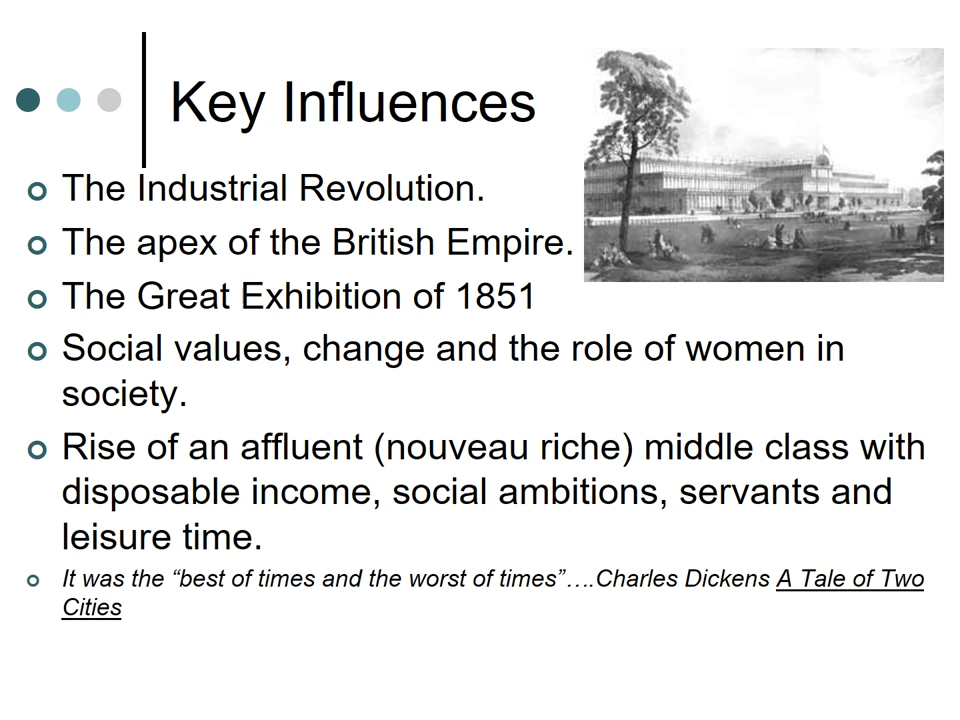 Key Influences
The Industrial Revolution.
The apex of the British Empire.
The Great Exhibition of 1851
Social values, change and the role of women in
society.
Rise of an affluent (nouveau riche) middle class with
disposable income, social ambitions, servants and
leisure time.
It was the “best of times and the worst of times”….Charles Dickens A Tale of Two
Cities